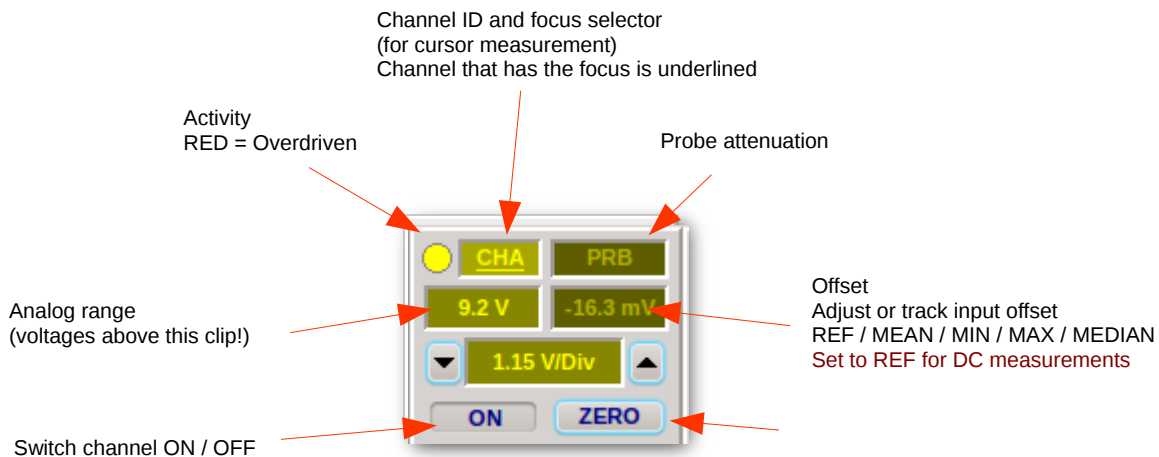 Channel ID and focus selector
(for cursor measurement)
Channel that has the focus is underlined
Activity
RED = Overdriven
Probe attenuation
CHA
PRB
Analog range
(voltages above this clip!)
9.2 V
-16.3 mV
Offset
Adjust or track input offset
REF / MEAN / MIN / MAX / MEDIAN
Set to REF for DC measurements
1.15 V/Div
ON
ZERO
Switch channel ON / OFF